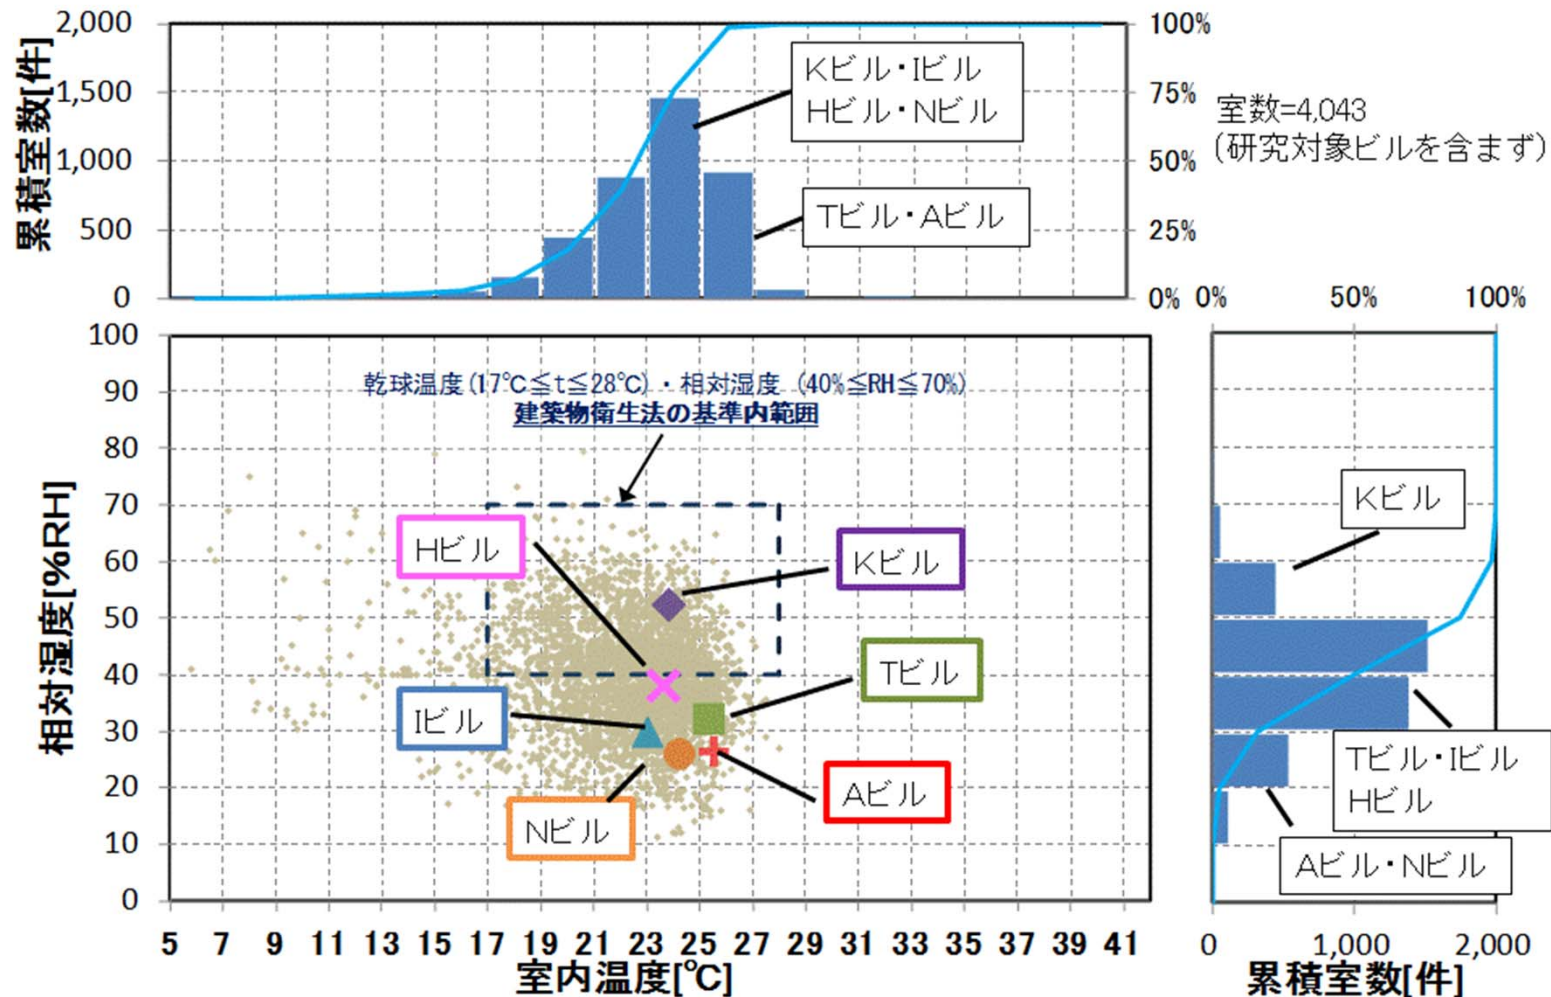 累積室数[件]
2,000
1,500
1,000
500
0
100%
75%
50%
25%
0%
Kビル・Iビル
Hビル・Nビル
Tビル・Aビル
室数=4,043
(研究対象ビルを含まず)
相対湿度[%RH]
100
90
80
70
60
50
40
30
20
10
0
乾球温度(17℃≦t≦28℃)・相対湿度 (40%≦RH≦70%)
建築物衛生法の基準内範囲
Hビル
Kビル
Tビル
Iビル
Nビル
Aビル
5 7 9 11 13 15 17 19 21 23 25 27 29 31 33 35 37 39 41
室内温度[℃]
0% 50% 100%
Kビル
Tビル・Iビル
Hビル
Aビル・Nビル
0 1,000 2,000
累積室数[件]